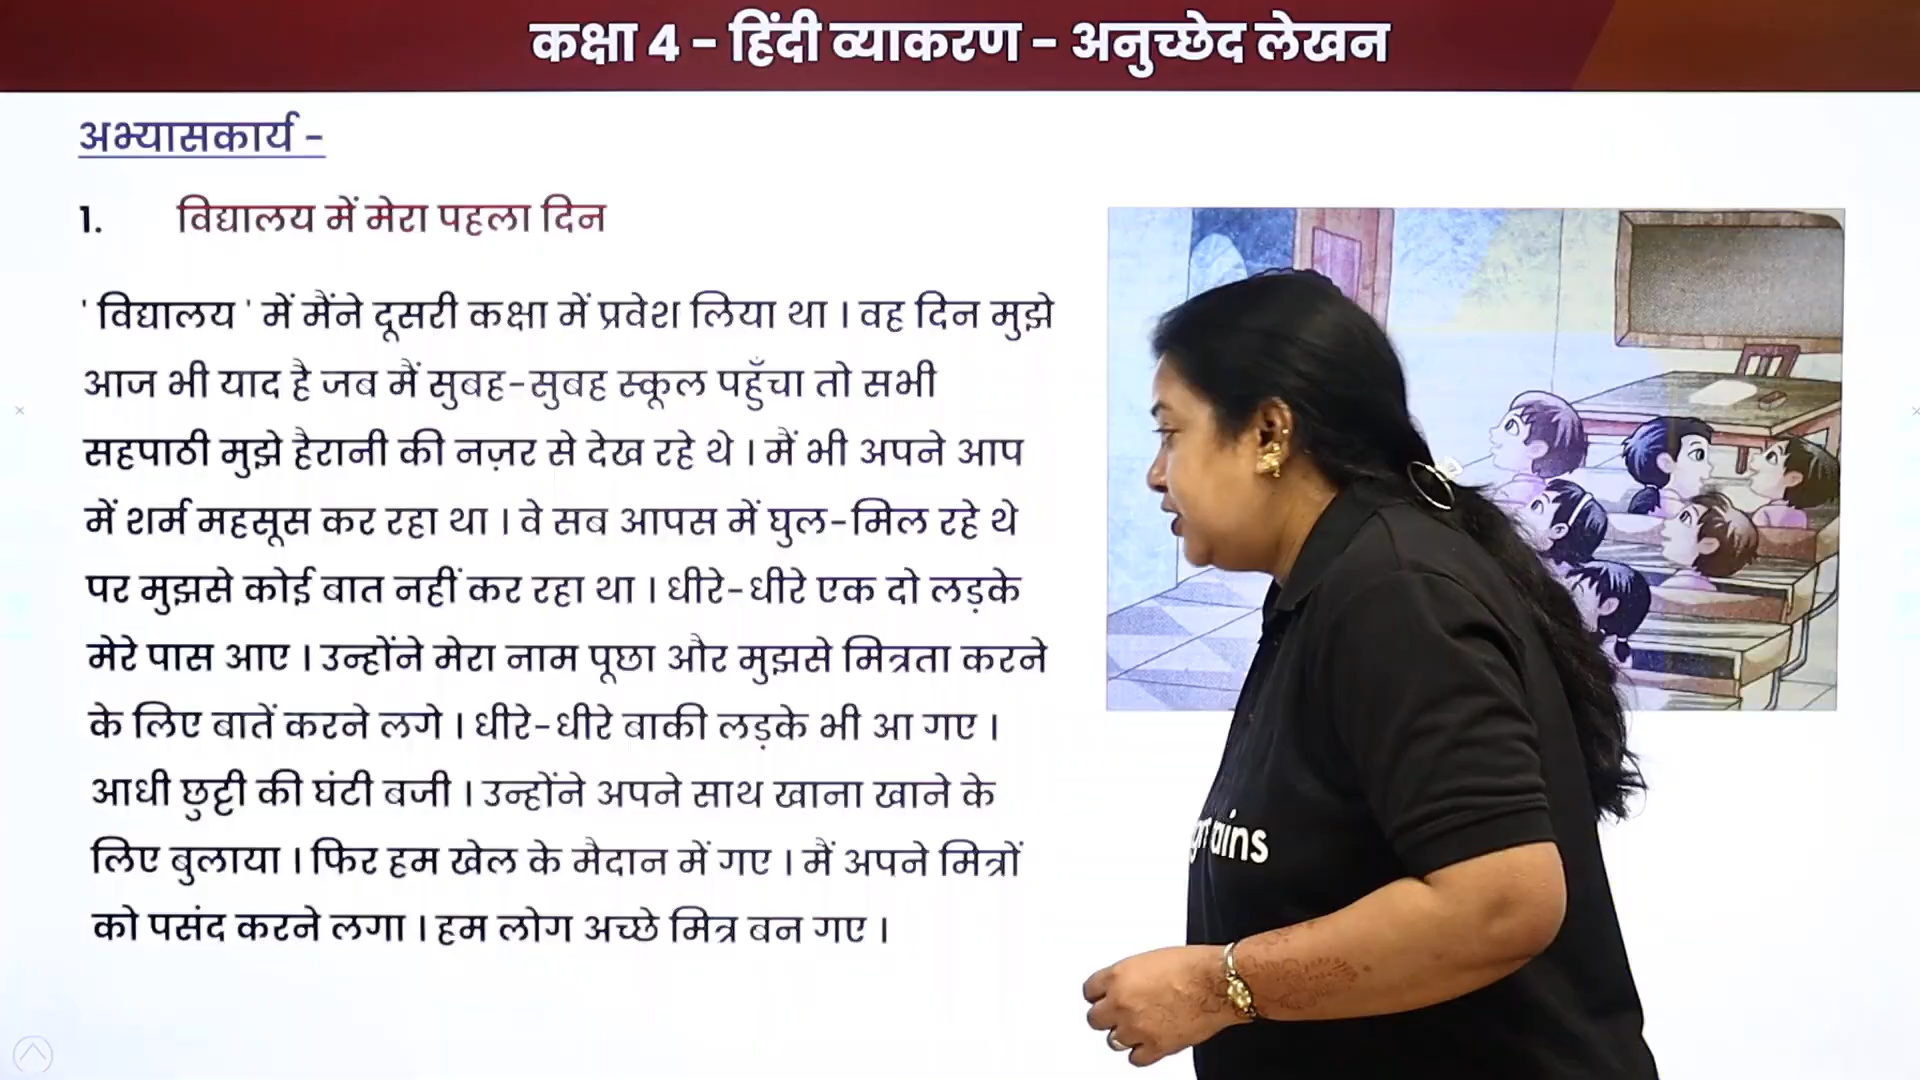 कक्षा 4 - हिंदी व्याकरण - अनुच्छेद लेखन
अभ्यासकार्य -
1. विद्यालय में मेरा पहला दिन
' विद्यालय ' में मैंने दूसरी कक्षा में प्रवेश लिया था । वह दिन मुझे
आज भी याद है जब मैं सुबह-सुबह स्कूल पहुँचा तो सभी
सहपाठी मुझे हैरानी की नज़र से देख रहे थे । मैं भी अपने आप
में शर्म महसूस कर रहा था । वे सब आपस में घुल-मिल रहे थे
पर मुझसे कोई बात नहीं कर रहा था । धीरे-धीरे एक दो लड़के
मेरे पास आए । उन्होंने मेरा नाम पूछा और मुझसे मित्रता करने
के लिए बातें करने लगे । धीरे-धीरे बाकी लड़के भी आ गए ।
आधी छुट्टी की घंटी बजी । उन्होंने अपने साथ खाना खाने के
लिए बुलाया । फिर हम खेल के मैदान में गए । मैं अपने मित्रों
को पसंद करने लगा । हम लोग अच्छे मित्र बन गए ।